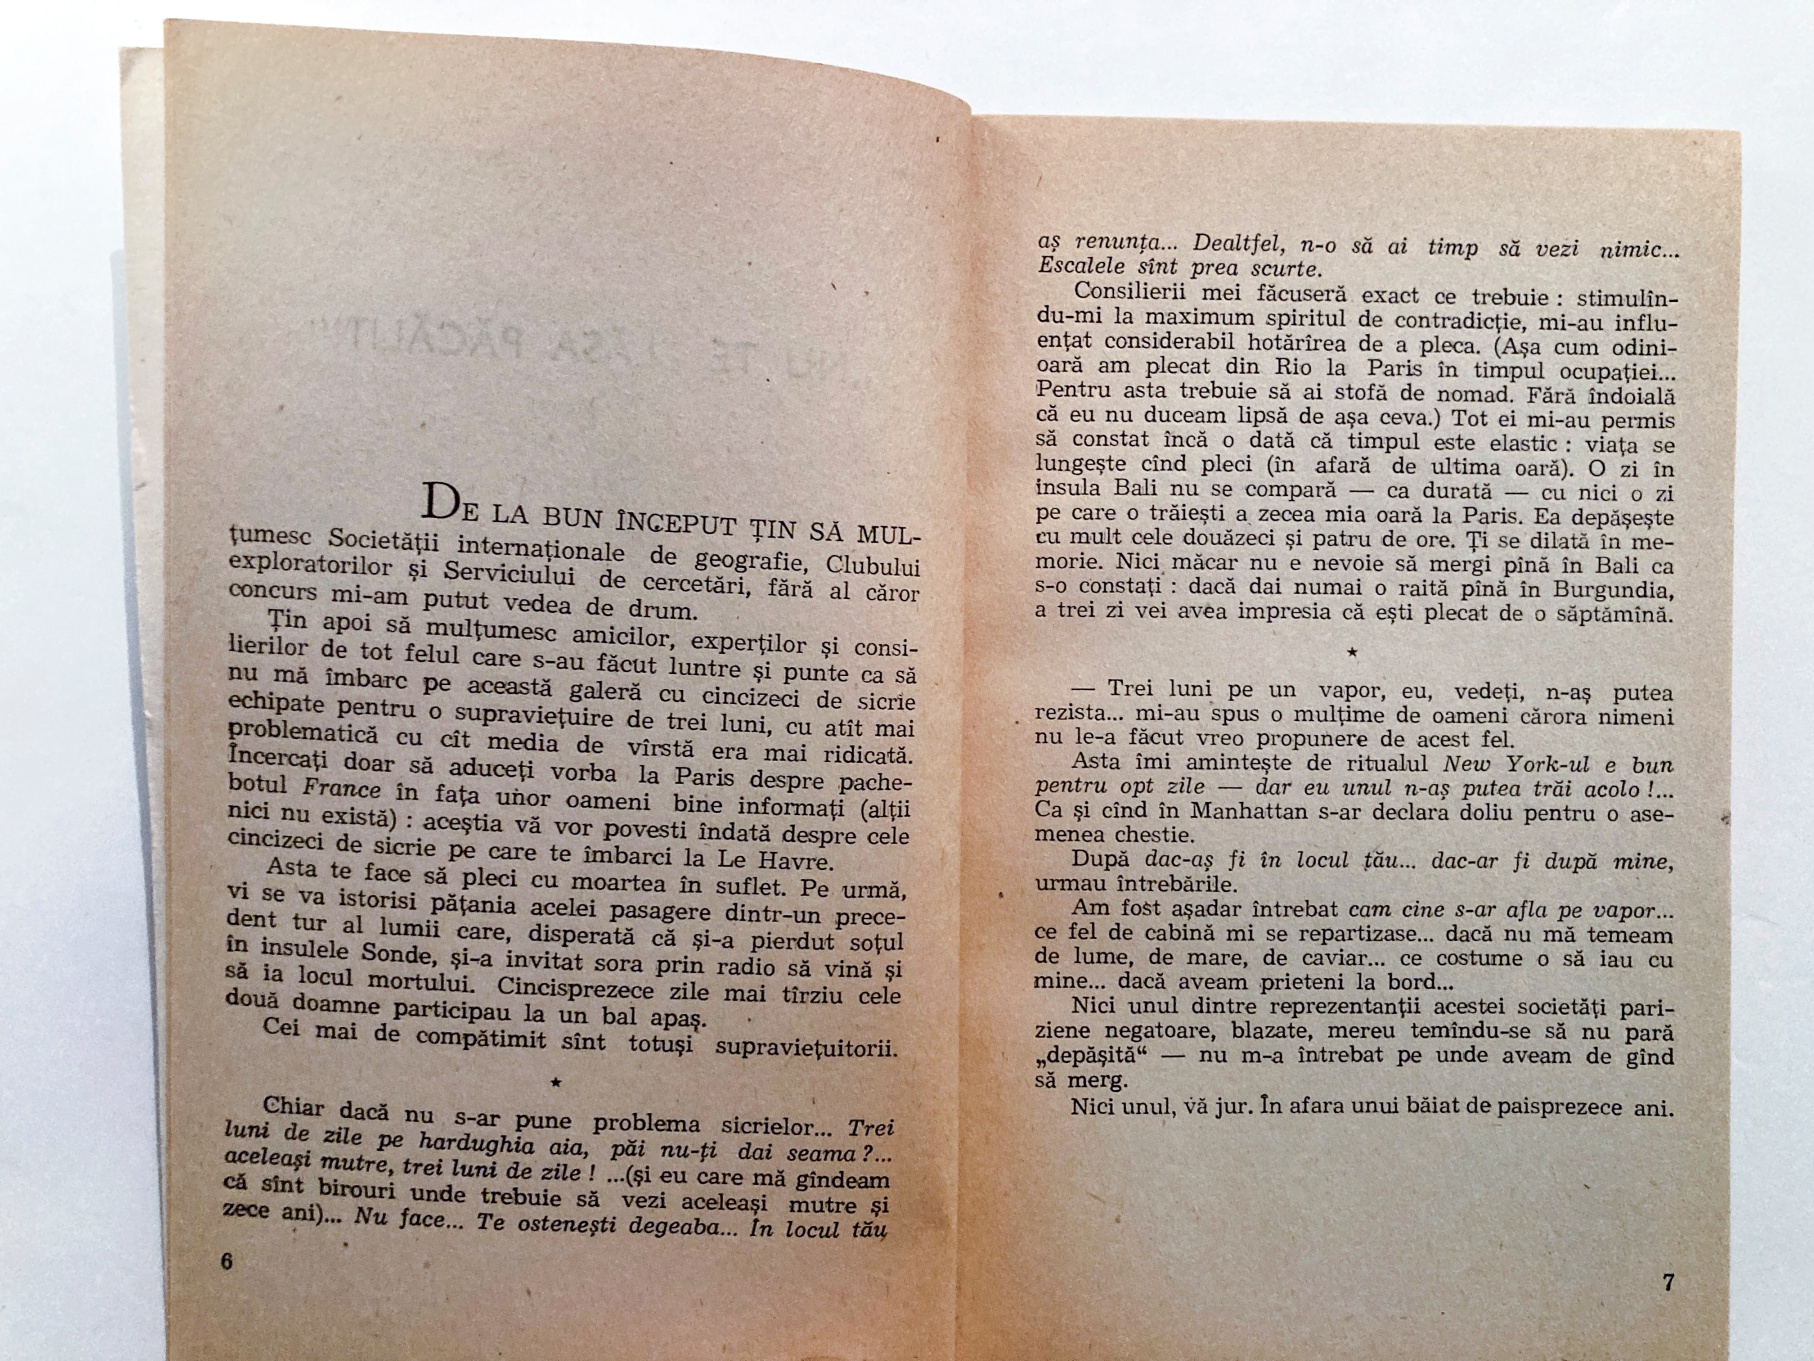 DE LA BUN ÎNCEPUT ȚIN SĂ MUL-
țumesc Societății internaționale de geografie, Clubului
exploratorilor și Serviciului de cercetări, fără al căror
concurs mi-am putut vedea de drum.
Țin apoi să mulțumesc amicilor, experților și consi-
lierilor de tot felul care s-au făcut luntre și punte ca să
nu mă îmbarc pe această galeră cu cincizeci de sicrie
echipate pentru o supraviețuire de trei luni, cu atît mai
problematică cu cît media de vîrstă era mai ridicată.
Încercați doar să aduceți vorba la Paris despre pache-
botul France în fața unor oameni bine informați (alții
nici nu există) : aceștia vă vor povesti îndată despre cele
cincizeci de sicrie pe care te îmbarci la Le Havre.
Asta te face să pleci cu moartea în suflet. Pe urmă,
vi se va istorisi pățania acelei pasagere dintr-un prece-
dent tur al lumii care, disperată că și-a pierdut soțul
în insulele Sonde, și-a invitat sora prin radio să vină și
să ia locul mortului. Cincisprezece zile mai tîrziu cele
două doamne participau la un bal apaș.
Cei mai de compătimit sînt totuși supraviețuitorii.
★
Chiar dacă nu s-ar pune problema sicrielor... Trei
luni de zile pe hardughia aia, păi nu-ți dai seama ?...
aceleași mutre, trei luni de zile ! ...(și eu care mă gîndeam
că sînt birouri unde trebuie să vezi aceleași mutre și
zece ani)... Nu face... Te ostenești degeaba... În locul tău
6
aș renunța... Dealtfel, n-o să ai timp să vezi nimic...
Escalele sînt prea scurte.
Consilierii mei făcuseră exact ce trebuie : stimulîn-
du-mi la maximum spiritul de contradicție, mi-au influ-
ențat considerabil hotărîrea de a pleca. (Așa cum odini-
oară am plecat din Rio la Paris în timpul ocupației...
Pentru asta trebuie să ai stofă de nomad. Fără îndoială
că eu nu duceam lipsă de așa ceva.) Tot ei mi-au permis
să constat încă o dată că timpul este elastic : viața se
lungește cînd pleci (în afară de ultima oară). O zi în
insula Bali nu se compară — ca durată — cu nici o zi
pe care o trăiești a zecea mia oară la Paris. Ea depășește
cu mult cele douăzeci și patru de ore. Ți se dilată în me-
morie. Nici măcar nu e nevoie să mergi pînă în Bali ca
s-o constați : dacă dai numai o raită pînă în Burgundia,
a trei zi vei avea impresia că ești plecat de o săptămînă.
★
— Trei luni pe un vapor, eu, vedeți, n-aș putea
rezista... mi-au spus o mulțime de oameni cărora nimeni
nu le-a făcut vreo propunere de acest fel.
Asta îmi amintește de ritualul New York-ul e bun
pentru opt zile — dar eu unul n-aș putea trăi acolo !...
Ca și cînd în Manhattan s-ar declara doliu pentru o ase-
menea chestie.
După dac-aș fi în locul tău... dac-ar fi după mine,
urmau întrebările.
Am fost așadar întrebat cam cine s-ar afla pe vapor...
ce fel de cabină mi se repartizase... dacă nu mă temeam
de lume, de mare, de caviar... ce costume o să iau cu
mine... dacă aveam prieteni la bord...
Nici unul dintre reprezentanții acestei societăți pari-
ziene negatoare, blazate, mereu temîndu-se să nu pară
„depășită“ — nu m-a întrebat pe unde aveam de gînd
să merg.
Nici unul, vă jur. În afara unui băiat de paisprezece ani.
7